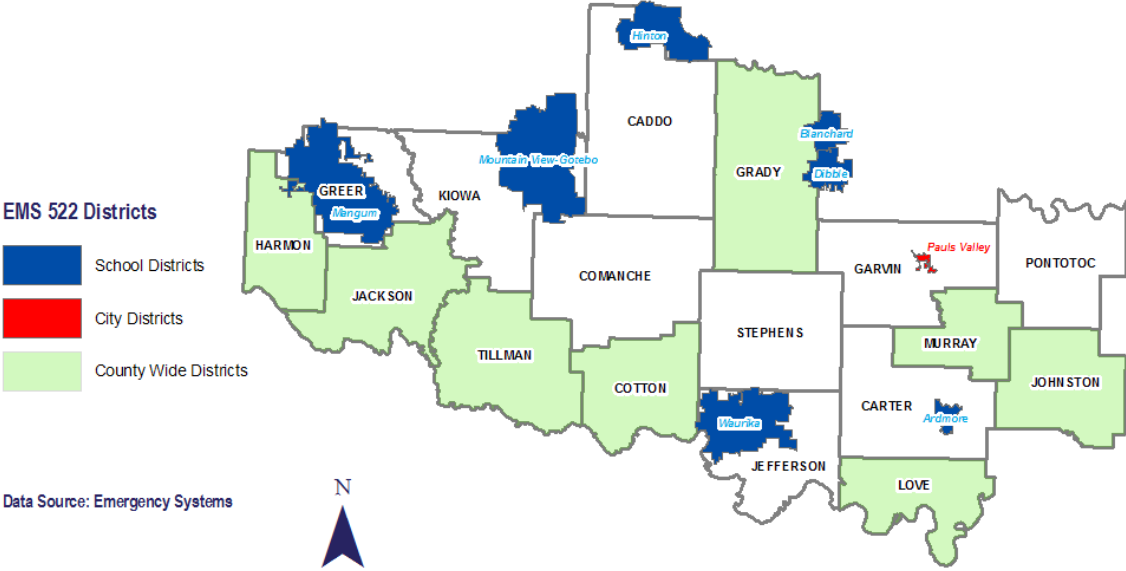 Hinton
CADDO
Blanchard
Mountain View-Gotebo
GRADY
Dibble
GREER
KIOWA
Mangum
EMS 522 Districts
School Districts
City Districts
County Wide Districts
HARMON
COMANCHE
Pauls Valley
GARVIN
PONTOTOC
JACKSON
STEPHENS
TILLMAN
MURRAY
COTTON
JOHNSTON
CARTER
Waurika
Ardmore
JEFFERSON
LOVE
Data Source: Emergency Systems
N